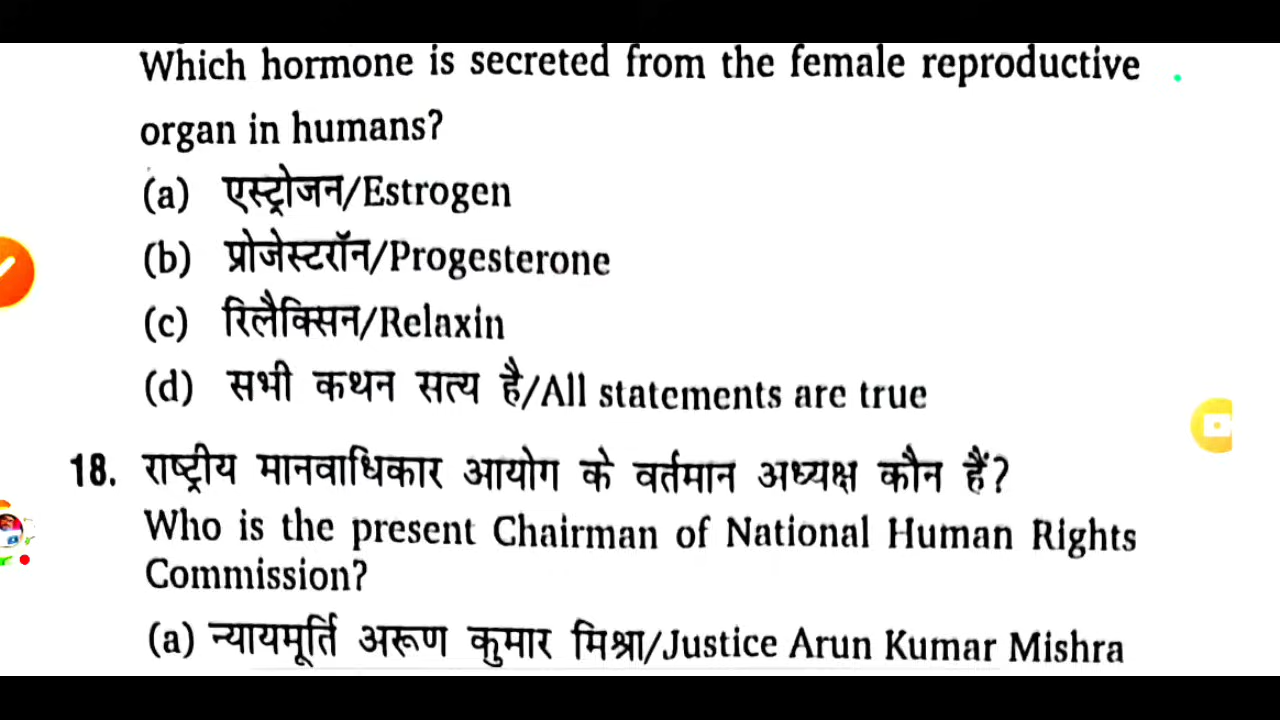 Which hormone is secreted from the female reproductive
organ in humans?
(a) एस्ट्रोजन/Estrogen
(b) प्रोजेस्टरॉन/Progesterone
(c) रिलैक्सिन/Relaxin
(d) सभी कथन सत्य है/All statements are true
18. राष्ट्रीय मानवाधिकार आयोग के वर्तमान अध्यक्ष कौन हैं?
Who is the present Chairman of National Human Rights
Commission?
(a) न्यायमूर्ति अरूण कुमार मिश्रा/Justice Arun Kumar Mishra